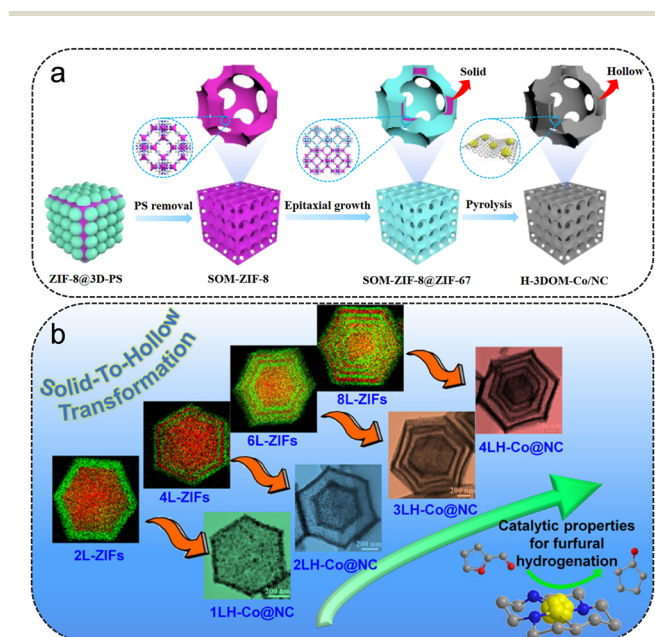 a
Solid
Hollow
PS removal
Epitaxial growth
Pyrolysis
ZIF-8@3D-PS
SOM-ZIF-8
SOM-ZIF-8@ZIF-67
H-3DOM-Co/NC
b
Solid-To-Hollow
Transformation
8L-ZIFs
6L-ZIFs
4L-ZIFs
2L-ZIFs
200 nm
4LH-Co@NC
200 nm
3LH-Co@NC
200 nm
2LH-Co@NC
200 nm
1LH-Co@NC
Catalytic properties
for furfural
hydrogenation